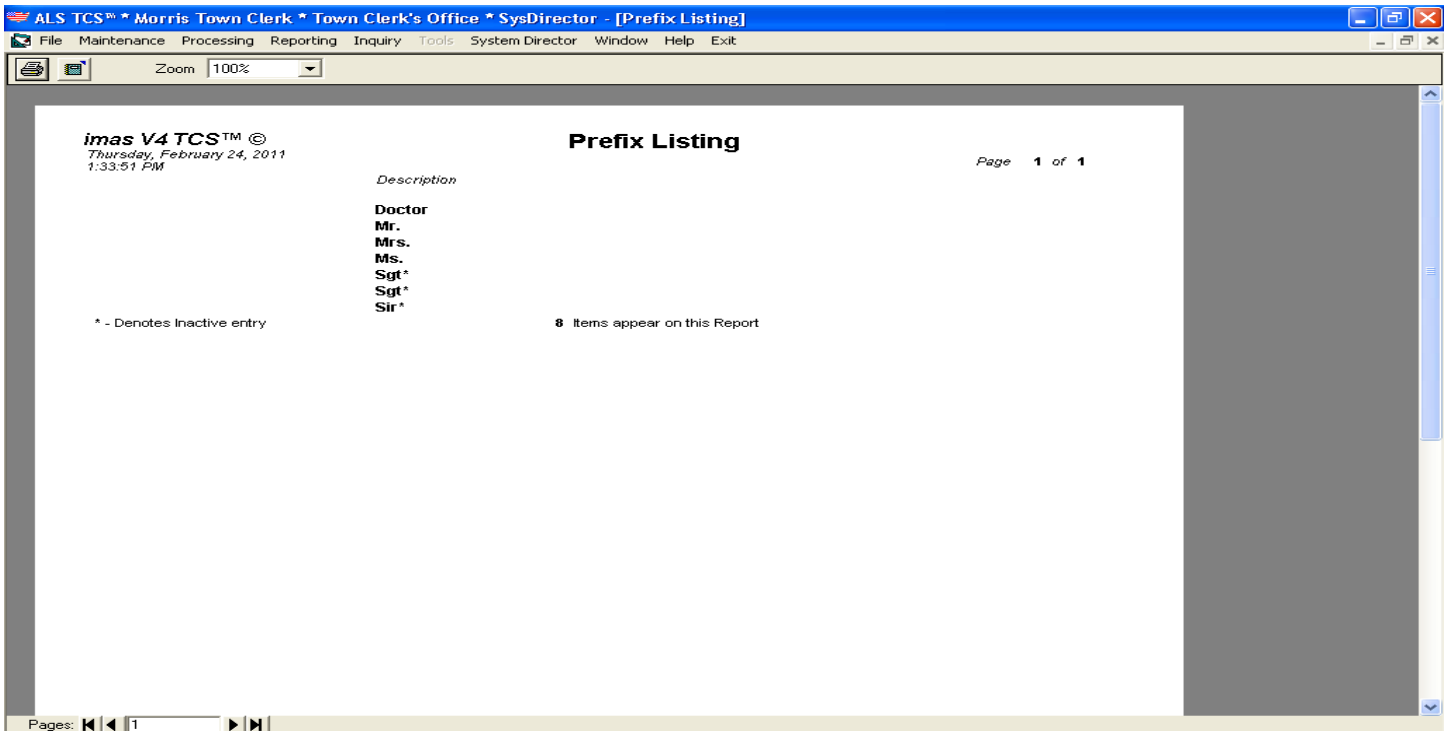 ALS TCS™ * Morris Town Clerk * Town Clerk's Office * SysDirector - [Prefix Listing]
File Maintenance Processing Reporting Inquiry Tools System Director Window Help Exit
Zoom 100%
imas V4 TCS™ © Prefix Listing
Thursday, February 24, 2011
1:33:51 PM Page 1 of 1
Description
Doctor
Mr.
Mrs.
Ms.
Sgt*
Sgt*
Sir*
* - Denotes Inactive entry 8 Items appear on this Report
Pages: 1